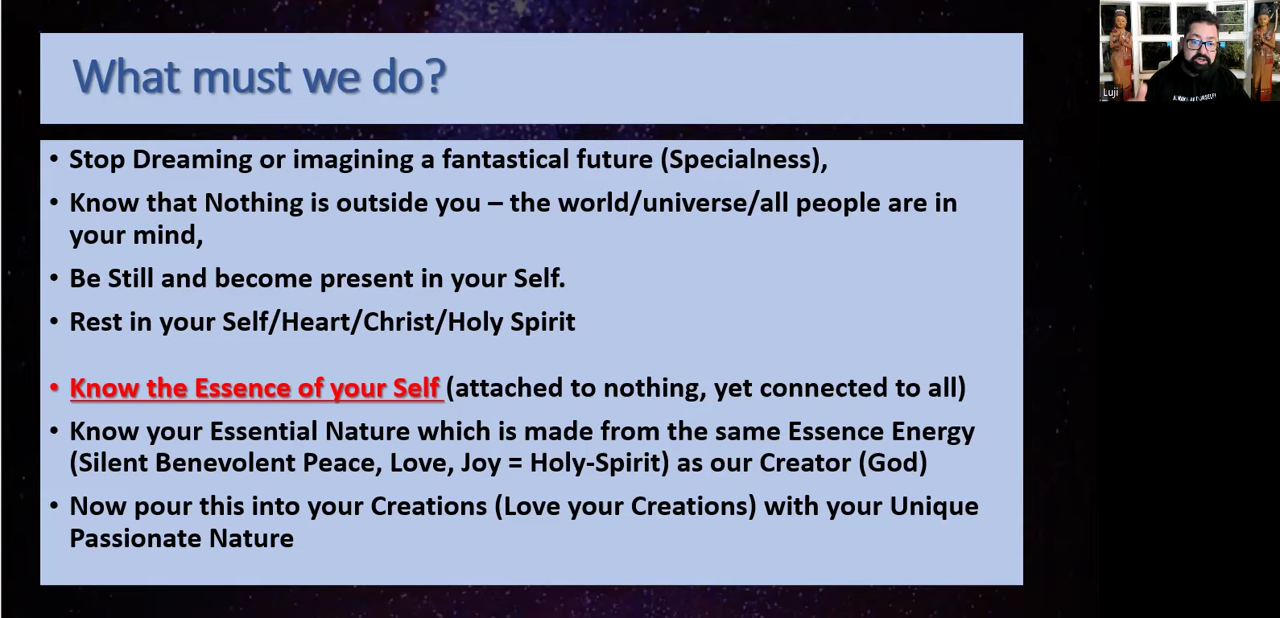 What must we do?
• Stop Dreaming or imagining a fantastical future (Specialness),
• Know that Nothing is outside you – the world/universe/all people are in
your mind,
• Be Still and become present in your Self.
• Rest in your Self/Heart/Christ/Holy Spirit
• Know the Essence of your Self (attached to nothing, yet connected to all)
• Know your Essential Nature which is made from the same Essence Energy
(Silent Benevolent Peace, Love, Joy = Holy-Spirit) as our Creator (God)
• Now pour this into your Creations (Love your Creations) with your Unique
Passionate Nature
Luji